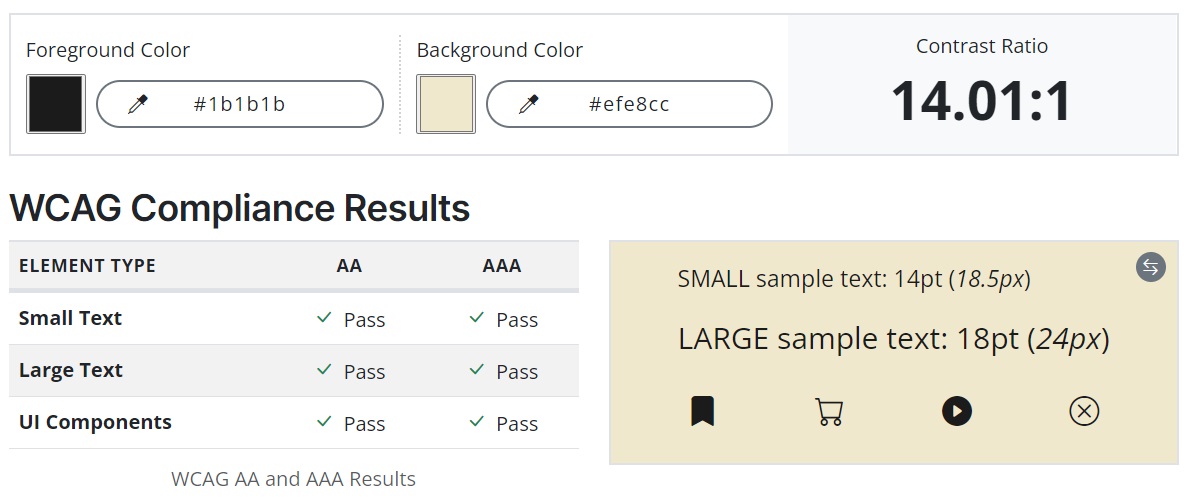 Foreground Color
#1b1b1b
Background Color
#efe8cc
Contrast Ratio
14.01:1
WCAG Compliance Results
ELEMENT TYPE AA AAA
Small Text Pass Pass
Large Text Pass Pass
UI Components Pass Pass
WCAG AA and AAA Results
SMALL sample text: 14pt (18.5px)
LARGE sample text: 18pt (24px)